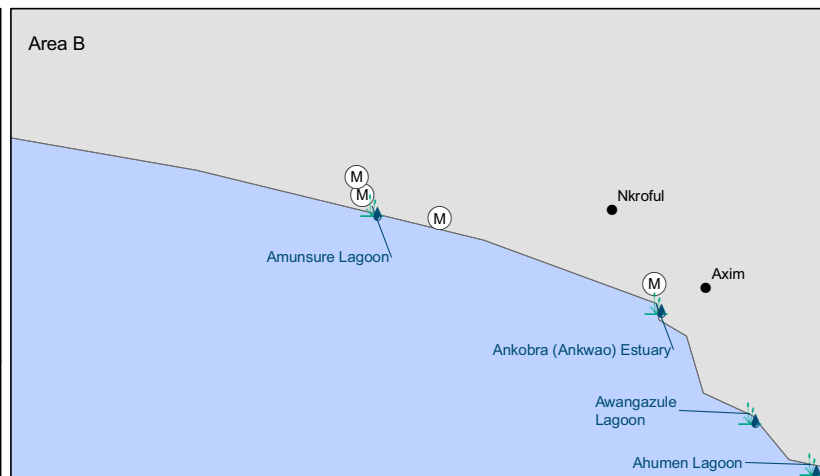 Area B
M
M
M
Nkroful
Amunsure Lagoon
Axim
M
Ankobra (Ankwao) Estuary
Awangazule
Lagoon
Ahumen Lagoon